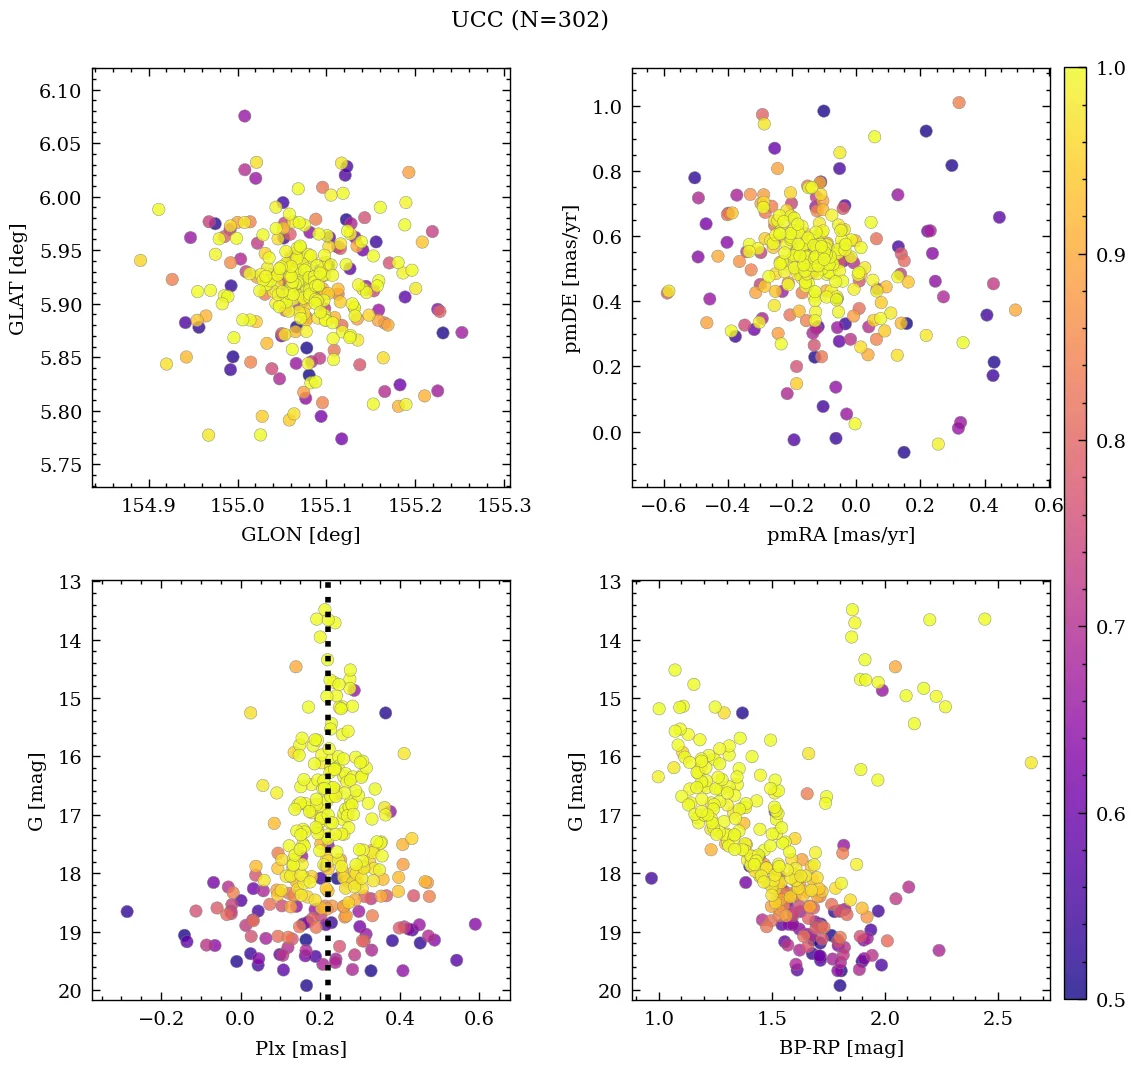 UCC (N=302)
6.10
6.05
6.00
5.95
5.90
5.85
5.80
5.75
GLAT [deg]
154.9 155.0 155.1 155.2 155.3
GLON [deg]
1.0
0.8
0.6
0.4
0.2
0.0
pmDE [mas/yr]
−0.6 −0.4 −0.2 0.0 0.2 0.4 0.6
pmRA [mas/yr]
1.0
0.9
0.8
0.7
0.6
0.5
13
14
15
16
17
18
19
20
G [mag]
−0.2 0.0 0.2 0.4 0.6
Plx [mas]
13
14
15
16
17
18
19
20
G [mag]
1.0 1.5 2.0 2.5
BP-RP [mag]